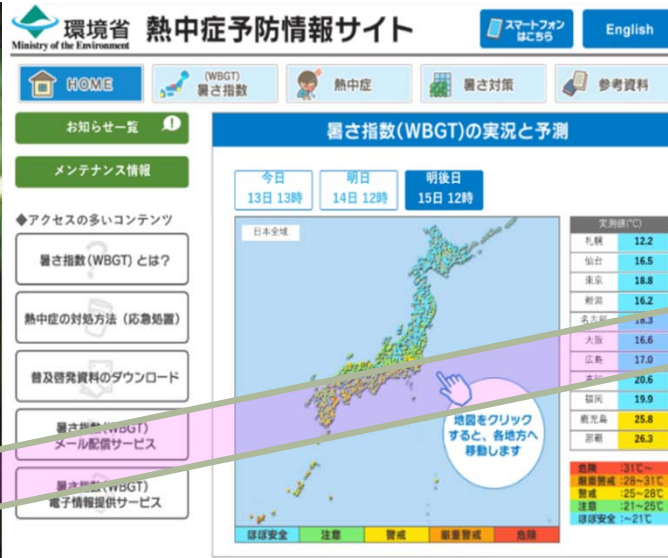 環境省
Ministry of the Environment
熱中症予防情報サイト
スマートフォン
はこちら
English
HOME
(WBGT)
暑さ指数
熱中症
暑さ対策
参考資料
お知らせ一覧
メンテナンス情報
◆アクセスの多いコンテンツ
暑さ指数(WBGT) とは?
熱中症の対処方法 (応急処置)
普及啓発資料のダウンロード
暑さ指数(WBGT)
メール配信サービス
暑さ指数(WBGT)
電子情報提供サービス
暑さ指数(WBGT)の実況と予測
今日
13日 13時
明日
14日 12時
明後日
15日 12時
日本全域
地図をクリック
すると、各地方へ
移動します
ほぼ安全 注意 警戒 厳重警戒 危険
実測値(℃)
札幌 12.2
仙台 16.5
東京 18.8
新潟 16.2
名古屋 18.3
大阪 16.6
広島 17.0
高知 20.6
福岡 19.9
鹿児島 25.8
那覇 26.3
危険 :31℃~
厳重警戒 :28~31℃
警戒 :25~28℃
注意 :21~25℃
ほぼ安全 :~21℃